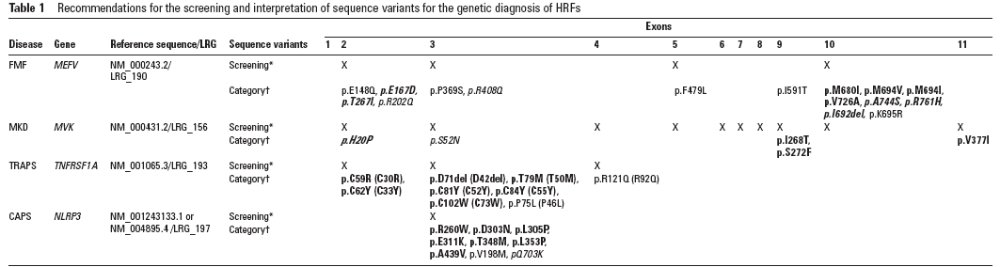 Table 1 Recommendations for the screening and interpretation of sequence variants for the genetic diagnosis of HRFs
Exons
Disease Gene Reference sequence/LRG Sequence variants 1 2 3 4 5 6 7 8 9 10 11
FMF MEFV NM_000243.2/ Screening* X X X X
LRG_190
Category† p.E148Q, p.E167D, p.P369S, p.R408Q p.F479L p.I591T p.M680I, p.M694V, p.M694I,
p.T267I, p.R202Q p.V726A, p.A744S, p.R761H,
p.I692del, p.K695R
MKD MVK NM_000431.2/LRG_156 Screening* X X X X X X X X X X
Category† p.H20P p.S52N p.I268T, p.V377I
p.S272F
TRAPS TNFRSF1A NM_001065.3/LRG_193 Screening* X X X
Category† p.C59R (C30R), p.D71del (D42del), p.T79M (T50M), p.R121Q (R92Q)
p.C62Y (C33Y) p.C81Y (C52Y), p.C84Y (C55Y),
p.C102W (C73W), p.P75L (P46L)
CAPS NLRP3 NM_001243133.1 or Screening* X
NM_004895.4/LRG_197 Category† p.R260W, p.D303N, p.L305P,
p.E311K, p.T348M, p.L353P,
p.A439V, p.V198M, pQ703K